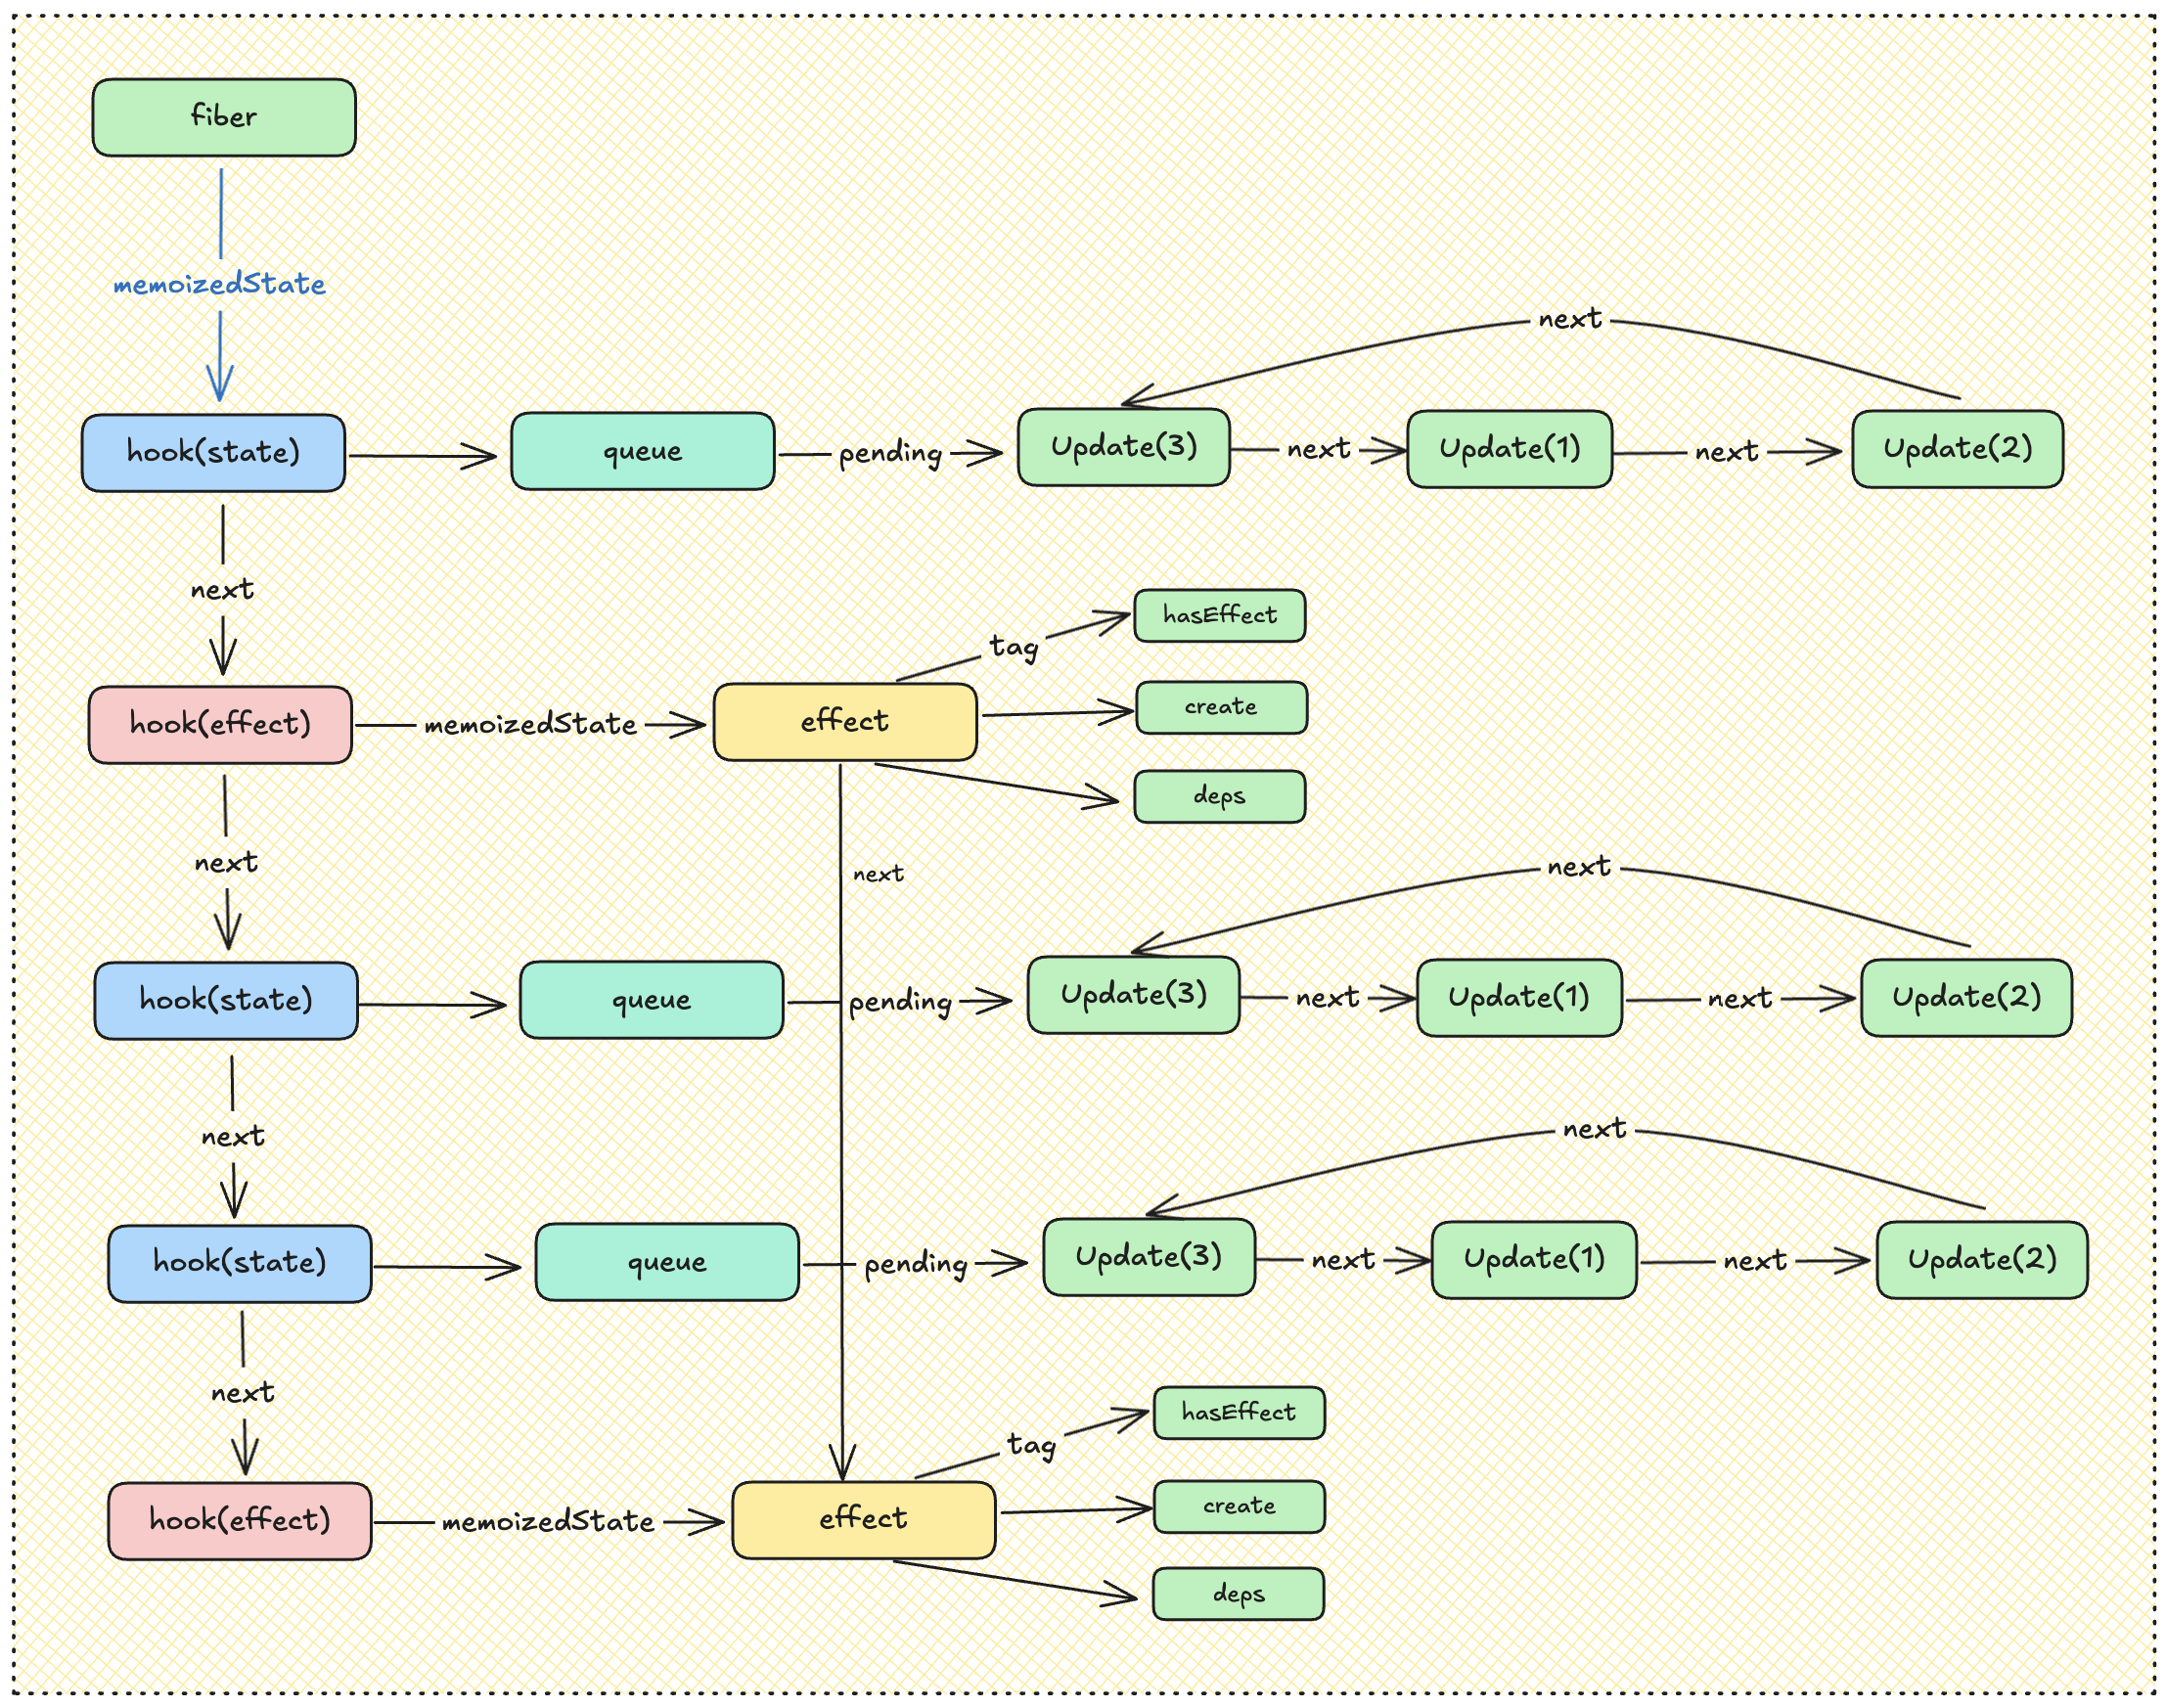 fiber
memoizedState
next
hook(state)
queue
pending
Update(3)
next
Update(1)
next
Update(2)
next
hasEffect
tag
hook(effect)
memoizedState
effect
create
deps
next
next
next
hook(state)
queue
pending
Update(3)
next
Update(1)
next
Update(2)
next
next
hook(state)
queue
pending
Update(3)
next
Update(1)
next
Update(2)
next
hasEffect
tag
hook(effect)
memoizedState
effect
create
deps